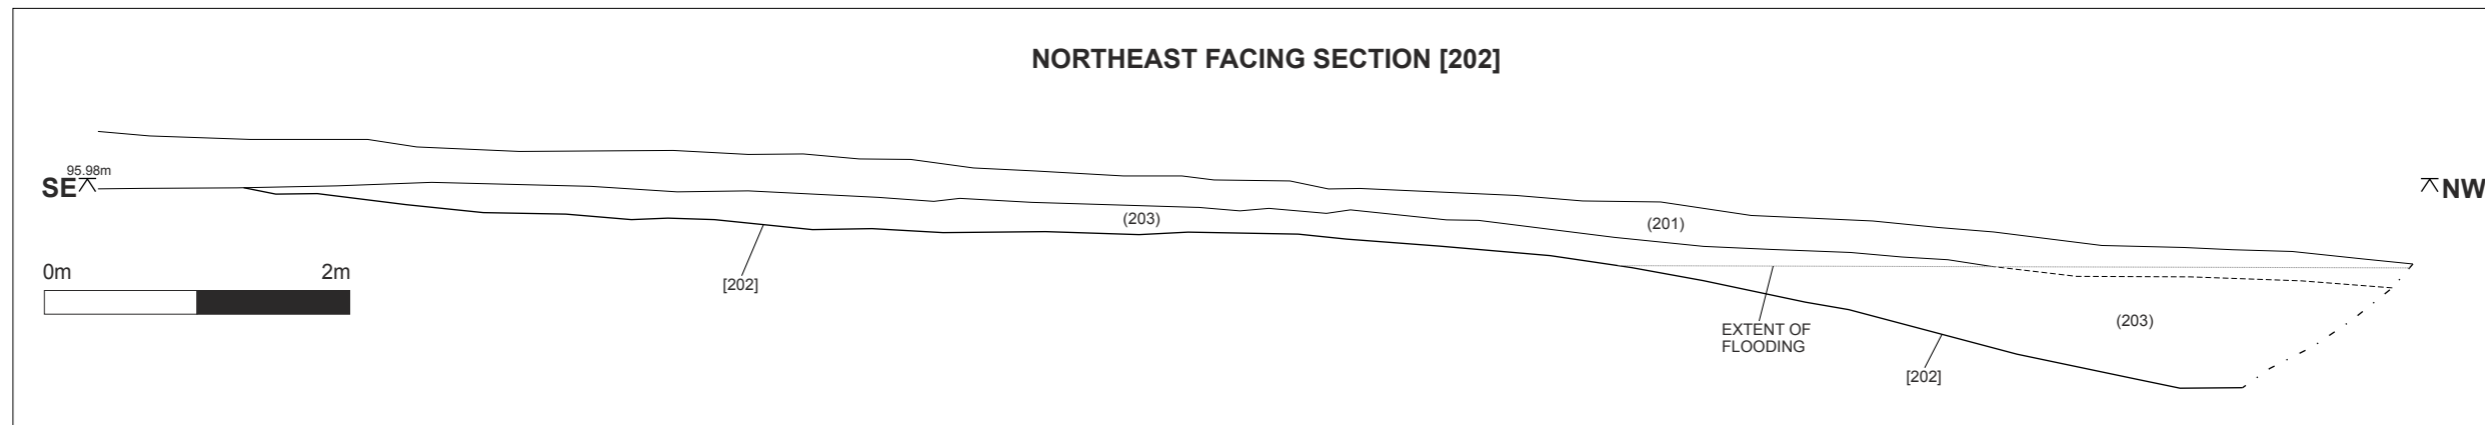 NORTHEAST FACING SECTION [202]
95.98m
SE
NW
(203)
(201)
0m
2m
[202]
EXTENT OF
FLOODING
(203)
[202]